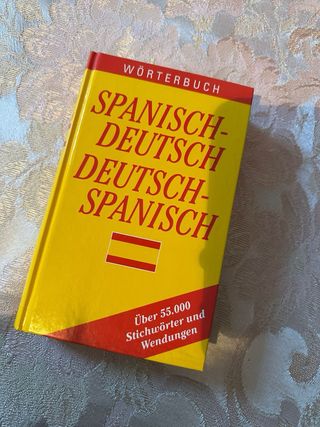 WÖRTERBUCH
SPANISCH-
DEUTSCH
DEUTSCH-
SPANISCH
Über 55.000
Stichwörter und
Wendungen